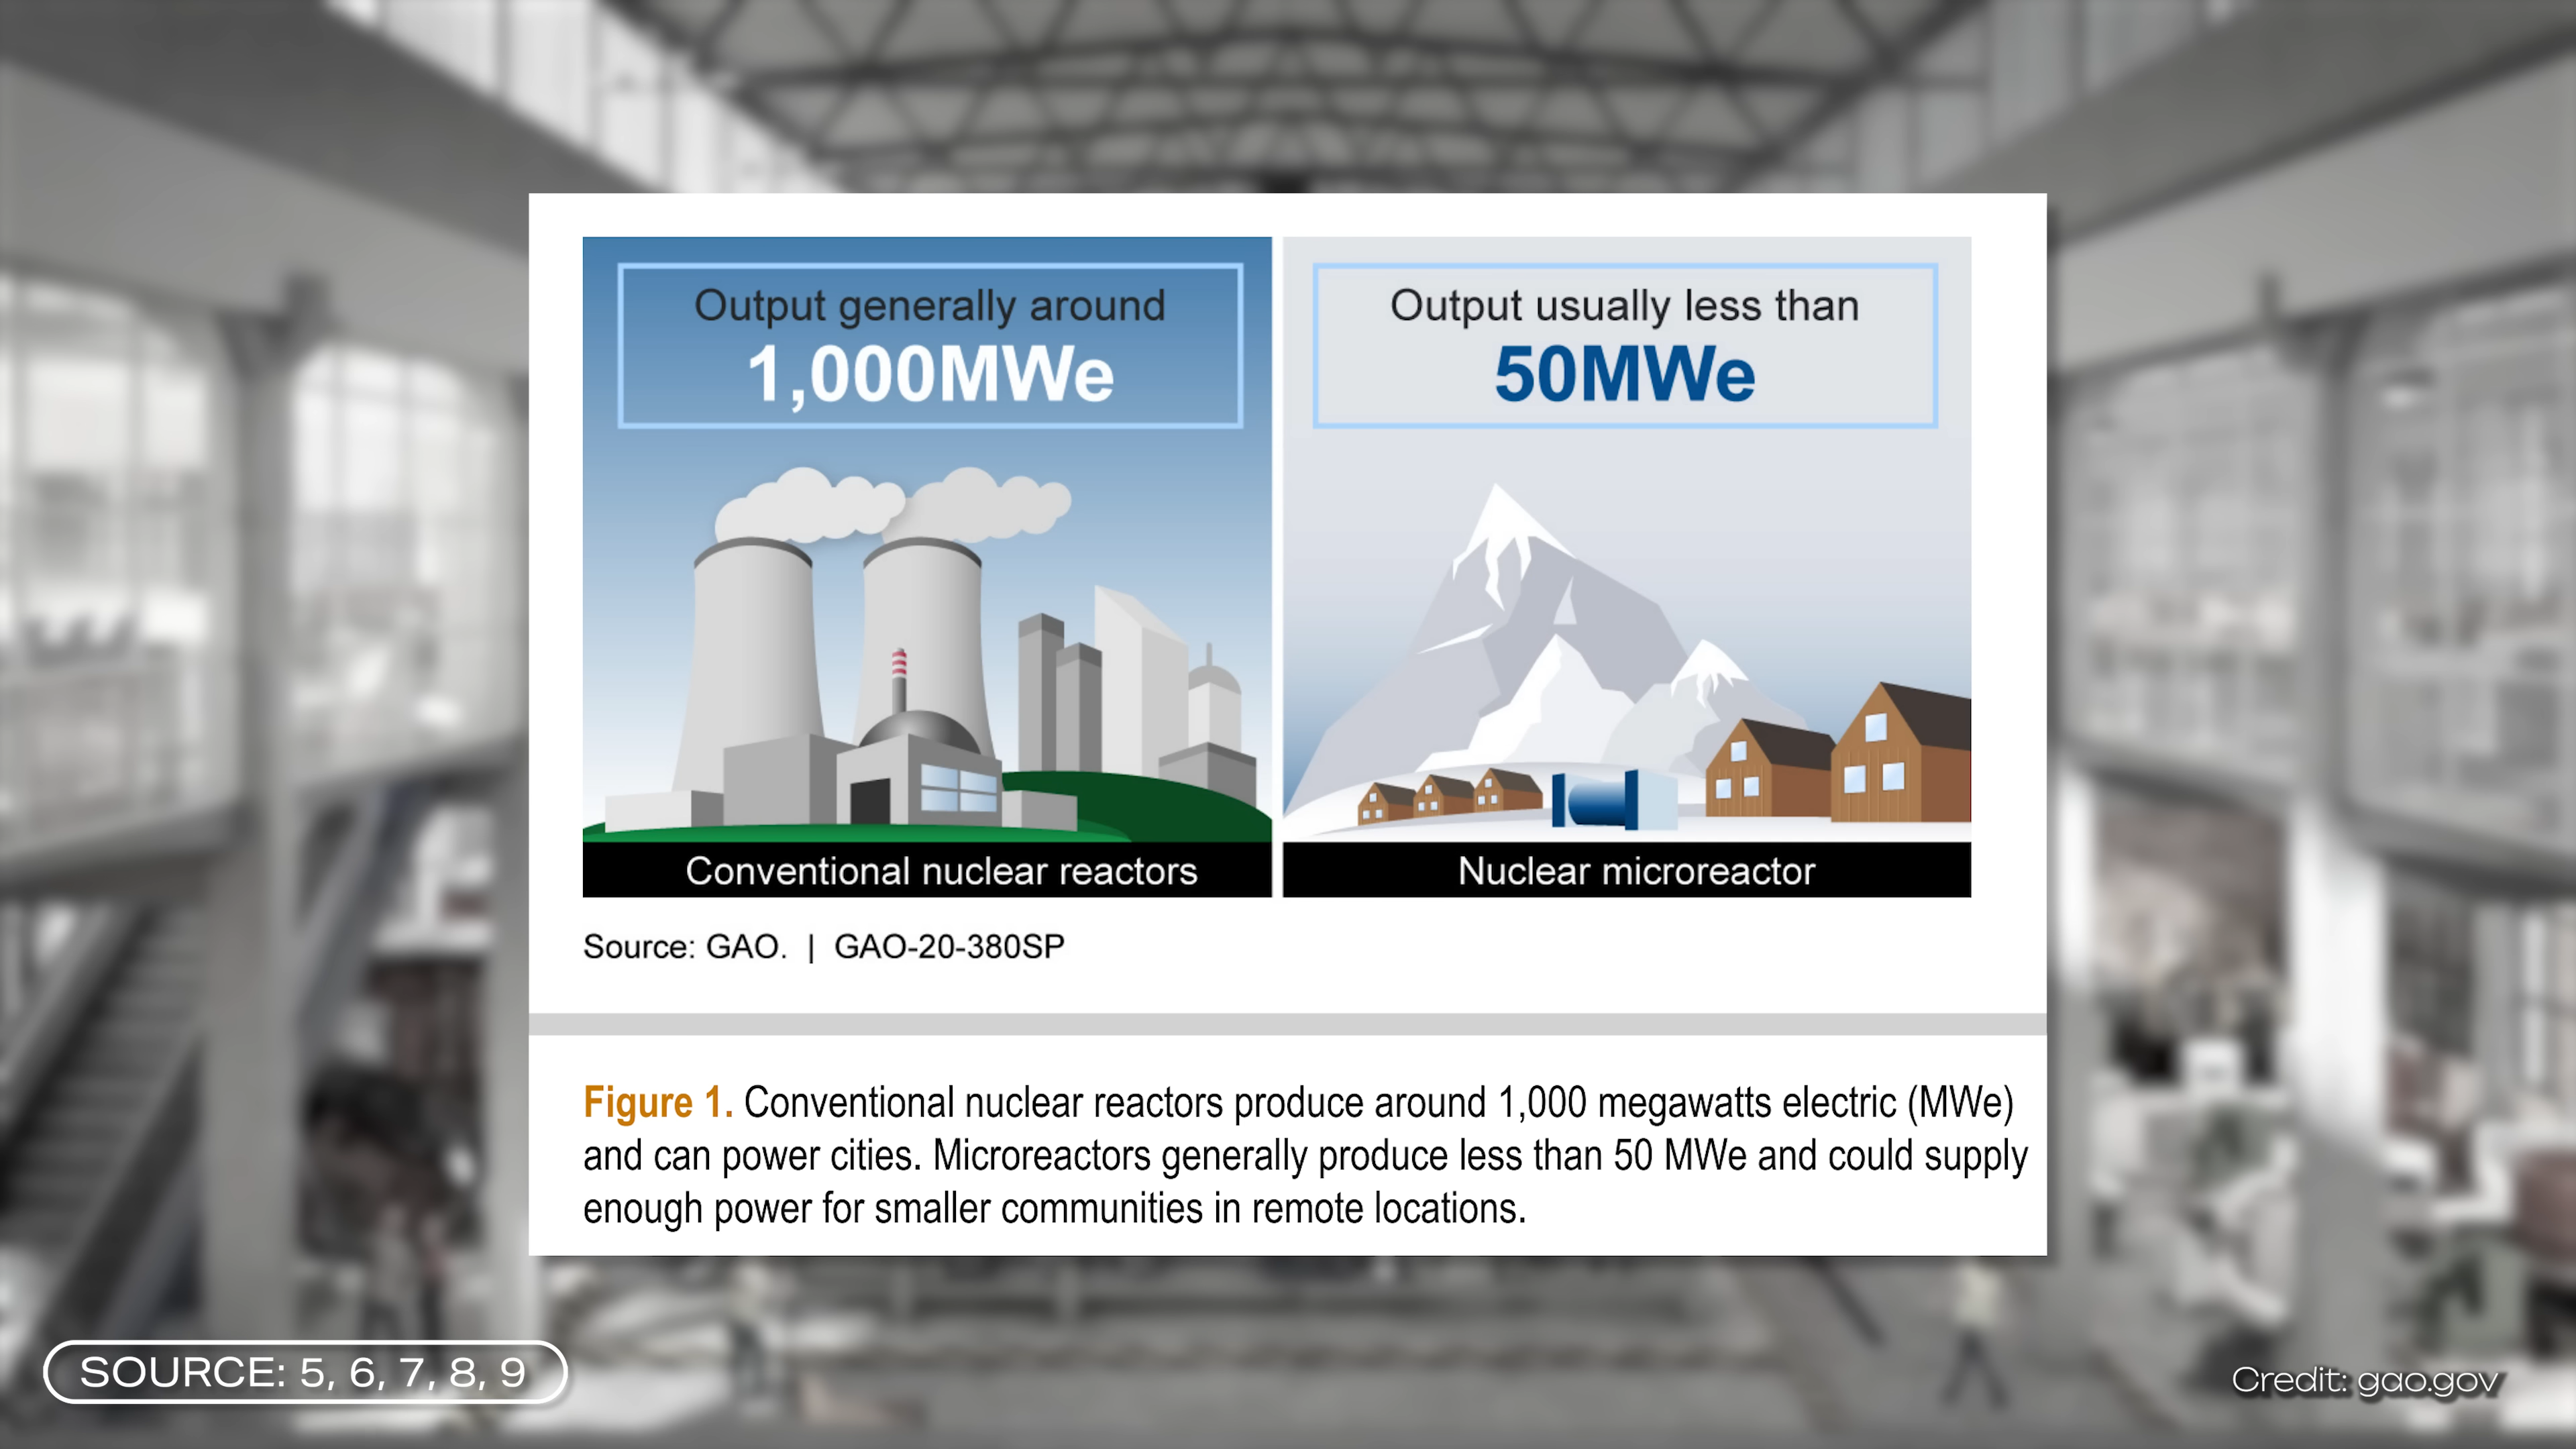 Output generally around
1,000MWe
Output usually less than
50MWe
Conventional nuclear reactors
Nuclear microreactor
Source: GAO. | GAO-20-380SP
Figure 1. Conventional nuclear reactors produce around 1,000 megawatts electric (MWe)
and can power cities. Microreactors generally produce less than 50 MWe and could supply
enough power for smaller communities in remote locations.
SOURCE: 5, 6, 7, 8, 9
Credit: gao.gov